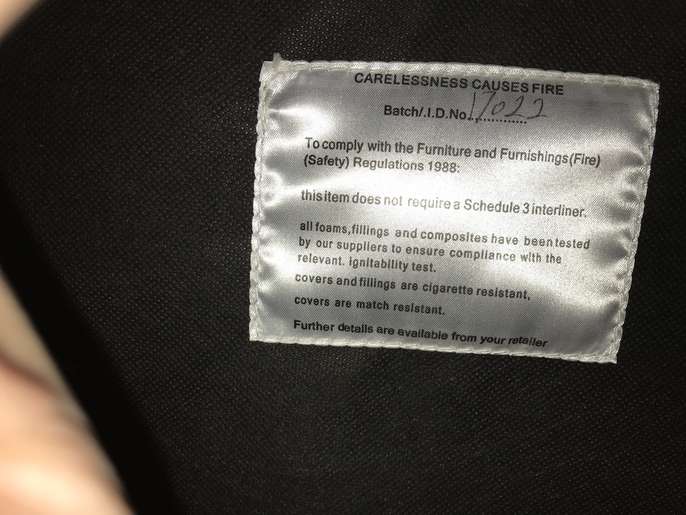 CARELESSNESS CAUSES FIRE
Batch/.I.D.No.17022
To comply with the Furniture and Furnishings(Fire)
(Safety) Regulations 1988:
this item does not require a Schedule 3 interliner.
all foams,fillings and composites have been tested
by our suppliers to ensure compliance with the
relevant. ignitability test.
covers and fillings are cigarette resistant,
covers are match resistant.
Further details are available from your retailer